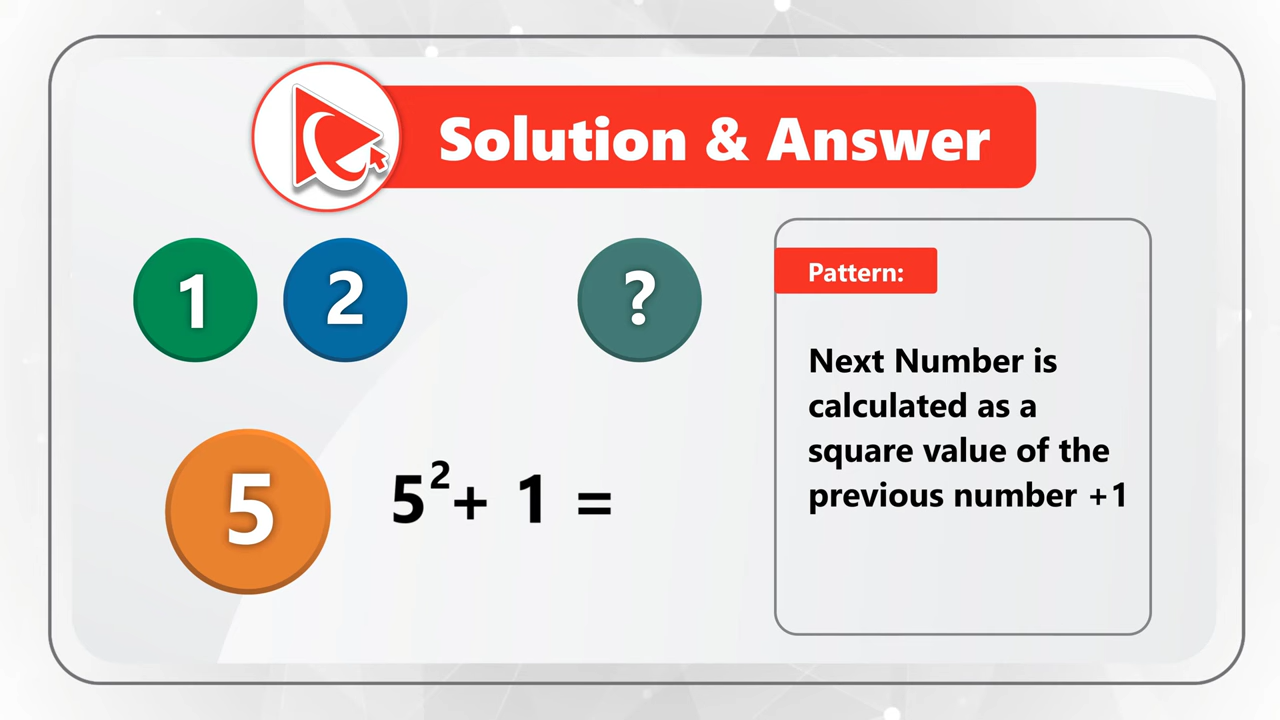 Solution & Answer
1 2 ?
Pattern:
Next Number is
calculated as a
square value of the
previous number +1
5 5²+ 1 =